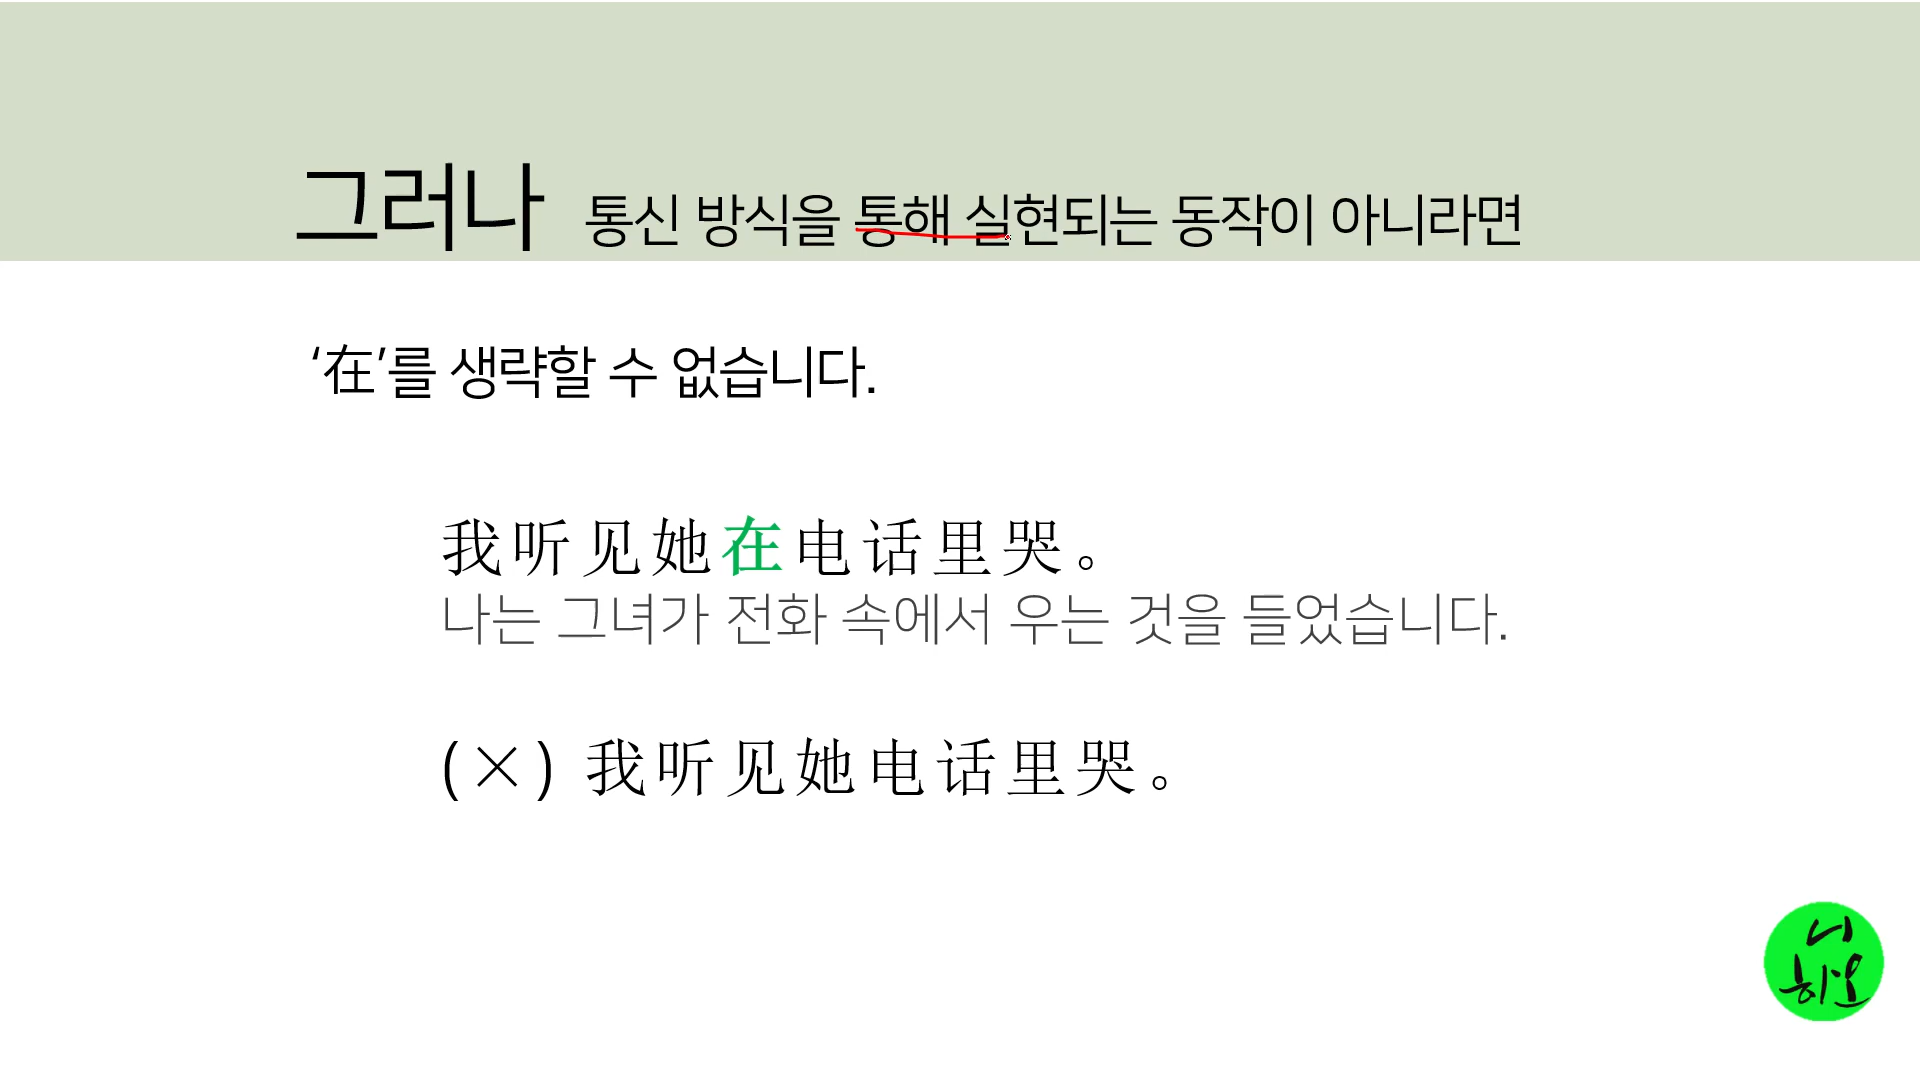 그러나 통신 방식을 통해 실현되는 동작이 아니라면
‘在’를 생략할 수 없습니다.
我听见她在电话里哭。
나는 그녀가 전화 속에서 우는 것을 들었습니다.
(×) 我听见她电话里哭。
니
하오